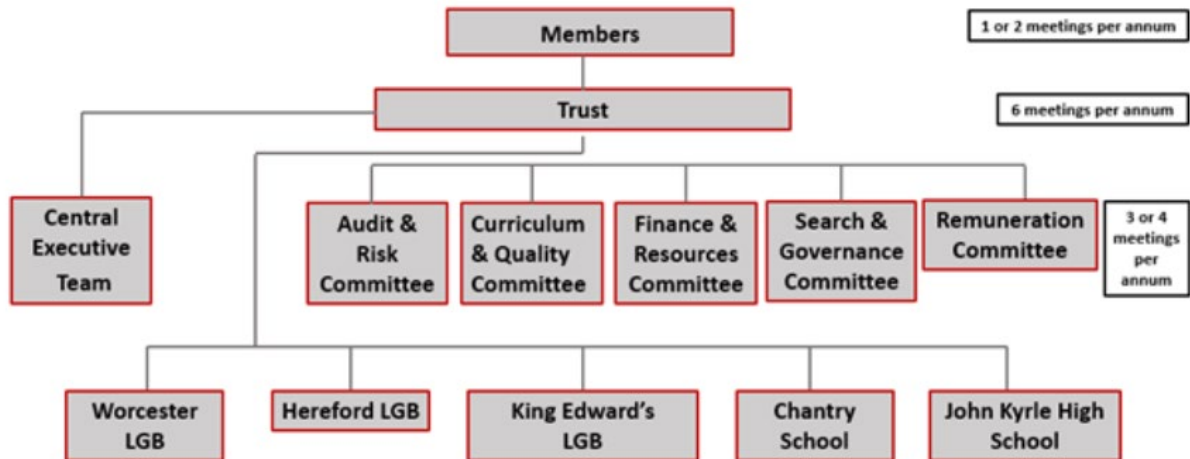 Members
1 or 2 meetings per annum
Trust
6 meetings per annum
Central
Executive
Team
Audit &
Risk
Committee
Curriculum
& Quality
Committee
Finance &
Resources
Committee
Search &
Governance
Committee
Remuneration
Committee
3 or 4
meetings
per
annum
Worcester
LGB
Hereford LGB
King Edward's
LGB
Chantry
School
John Kyrle High
School